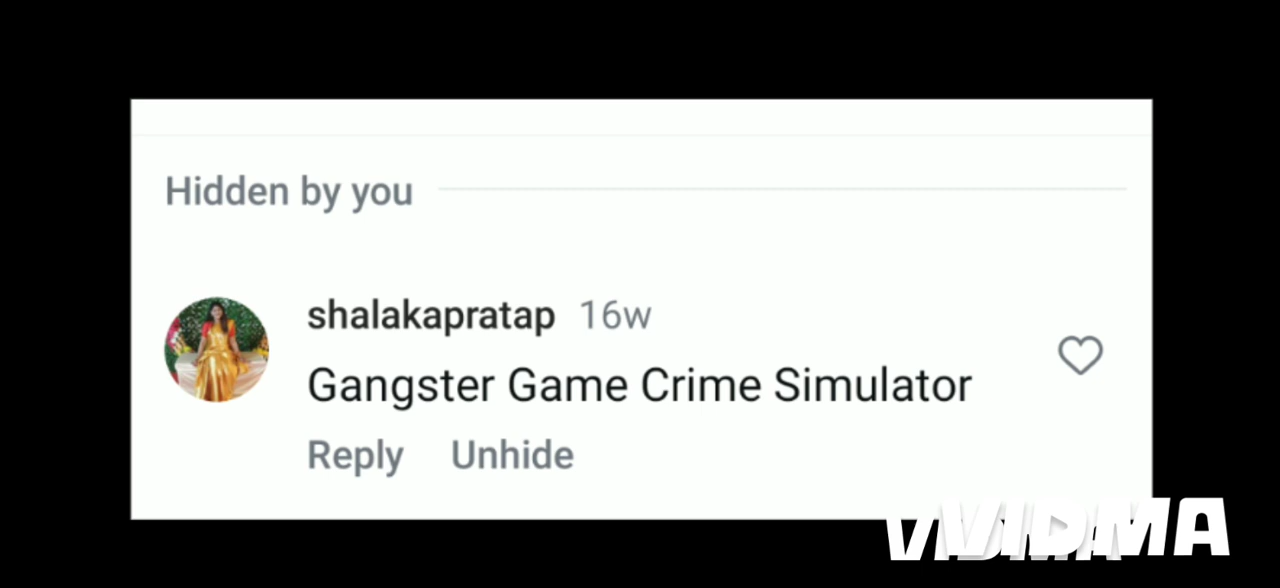 Hidden by you
shalakapratap 16w
Gangster Game Crime Simulator
Reply Unhide
VIDMA